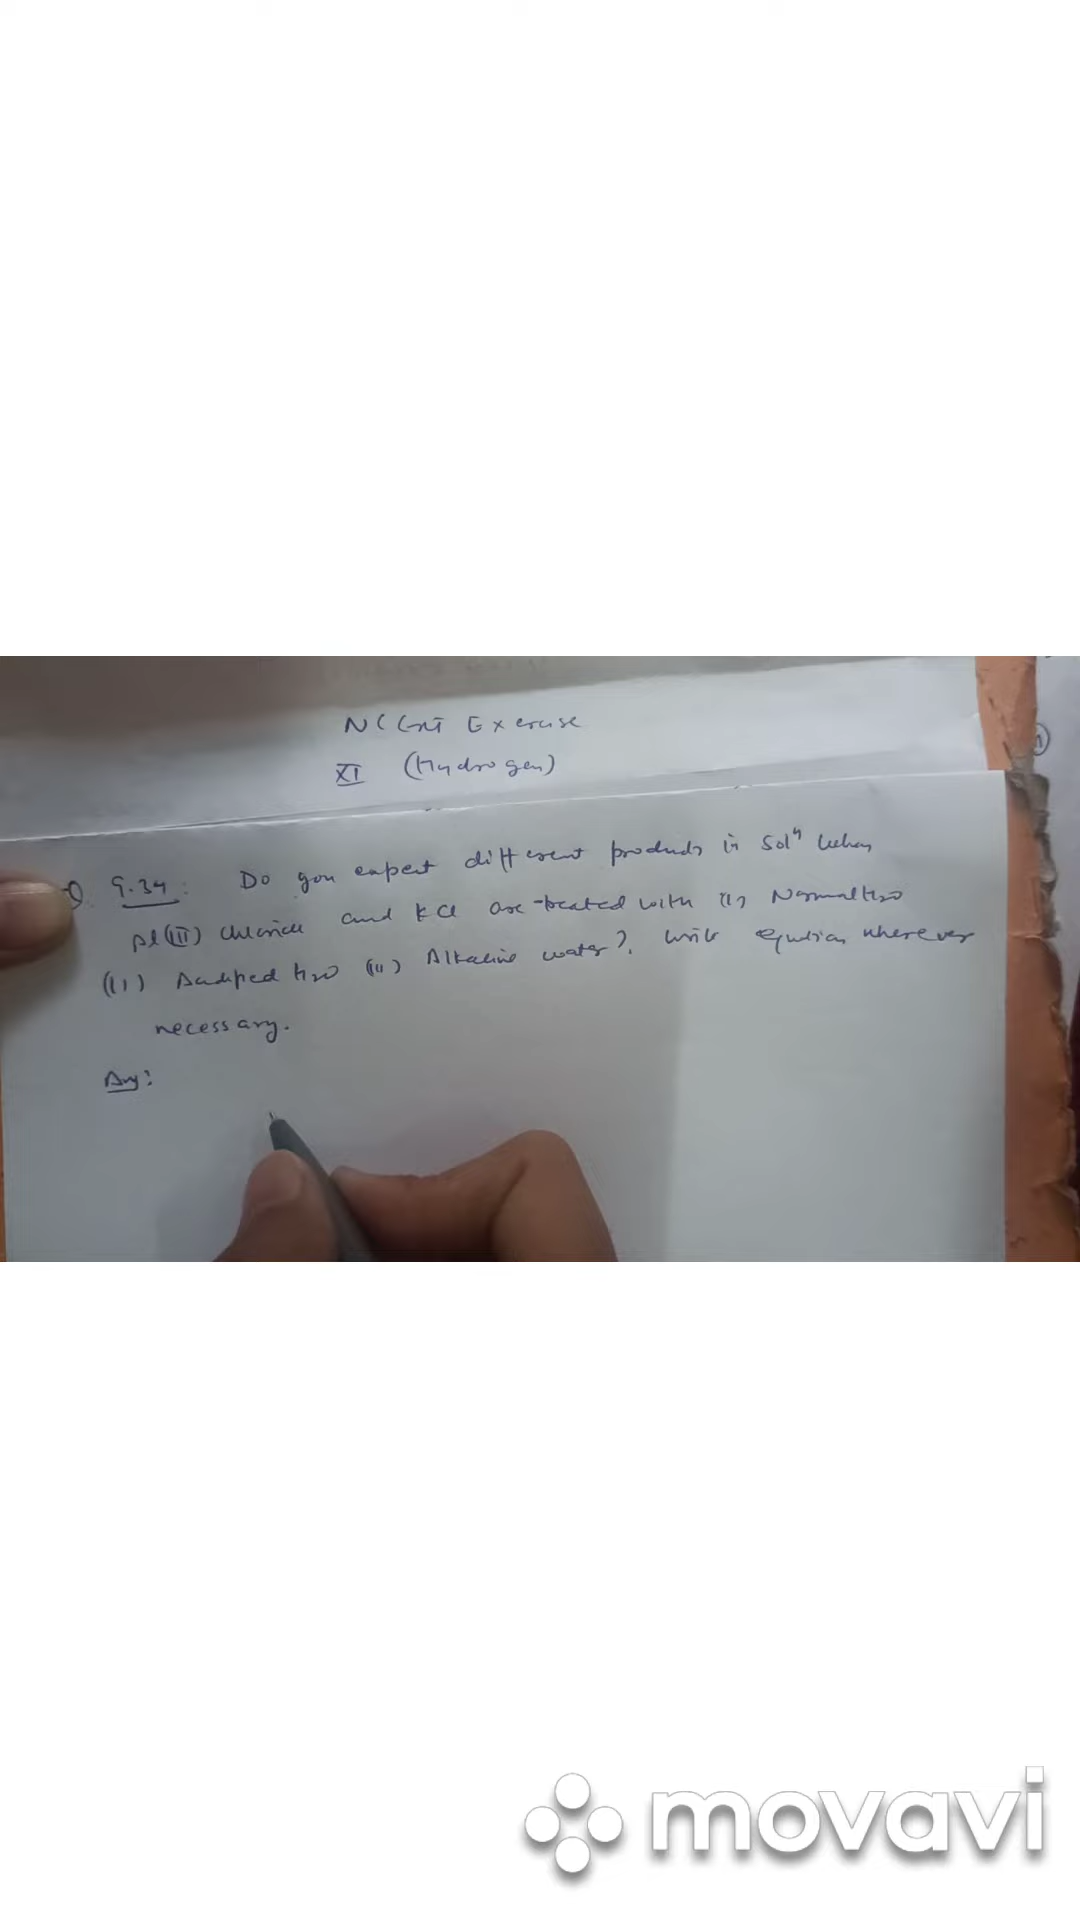 NCERT Exercise
XI (Hydrogen)
Q. 9.34: Do you expect different products in Solⁿ when
Al(III) chloride and KCl are treated with (i) Normal H2O
(ii) Acidified H2O (iii) Alkaline water? Write equation wherever
necessary.
Ans:
movavi